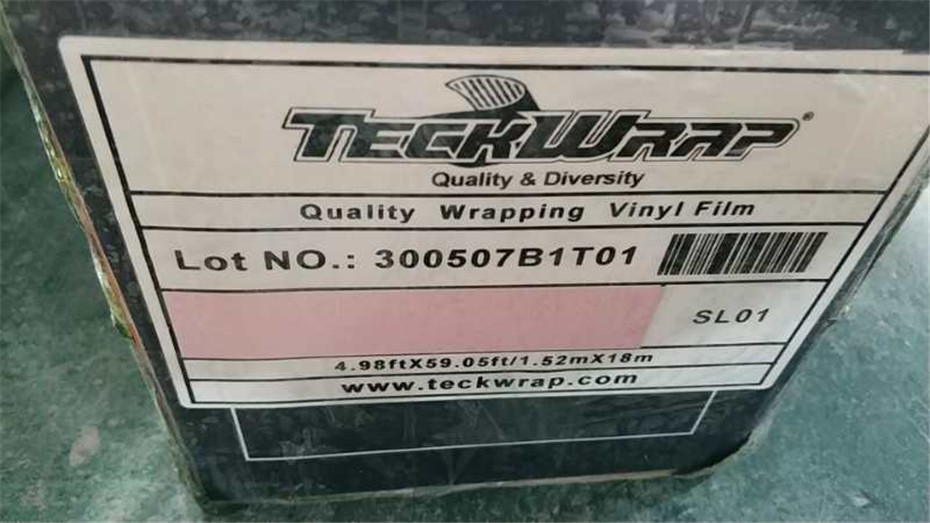 TECKWRAP®
Quality & Diversity
Quality Wrapping Vinyl Film
Lot NO.: 300507B1T01
SL01
4.98ftX59.05ft/1.52mX18m
www.teckwrap.com